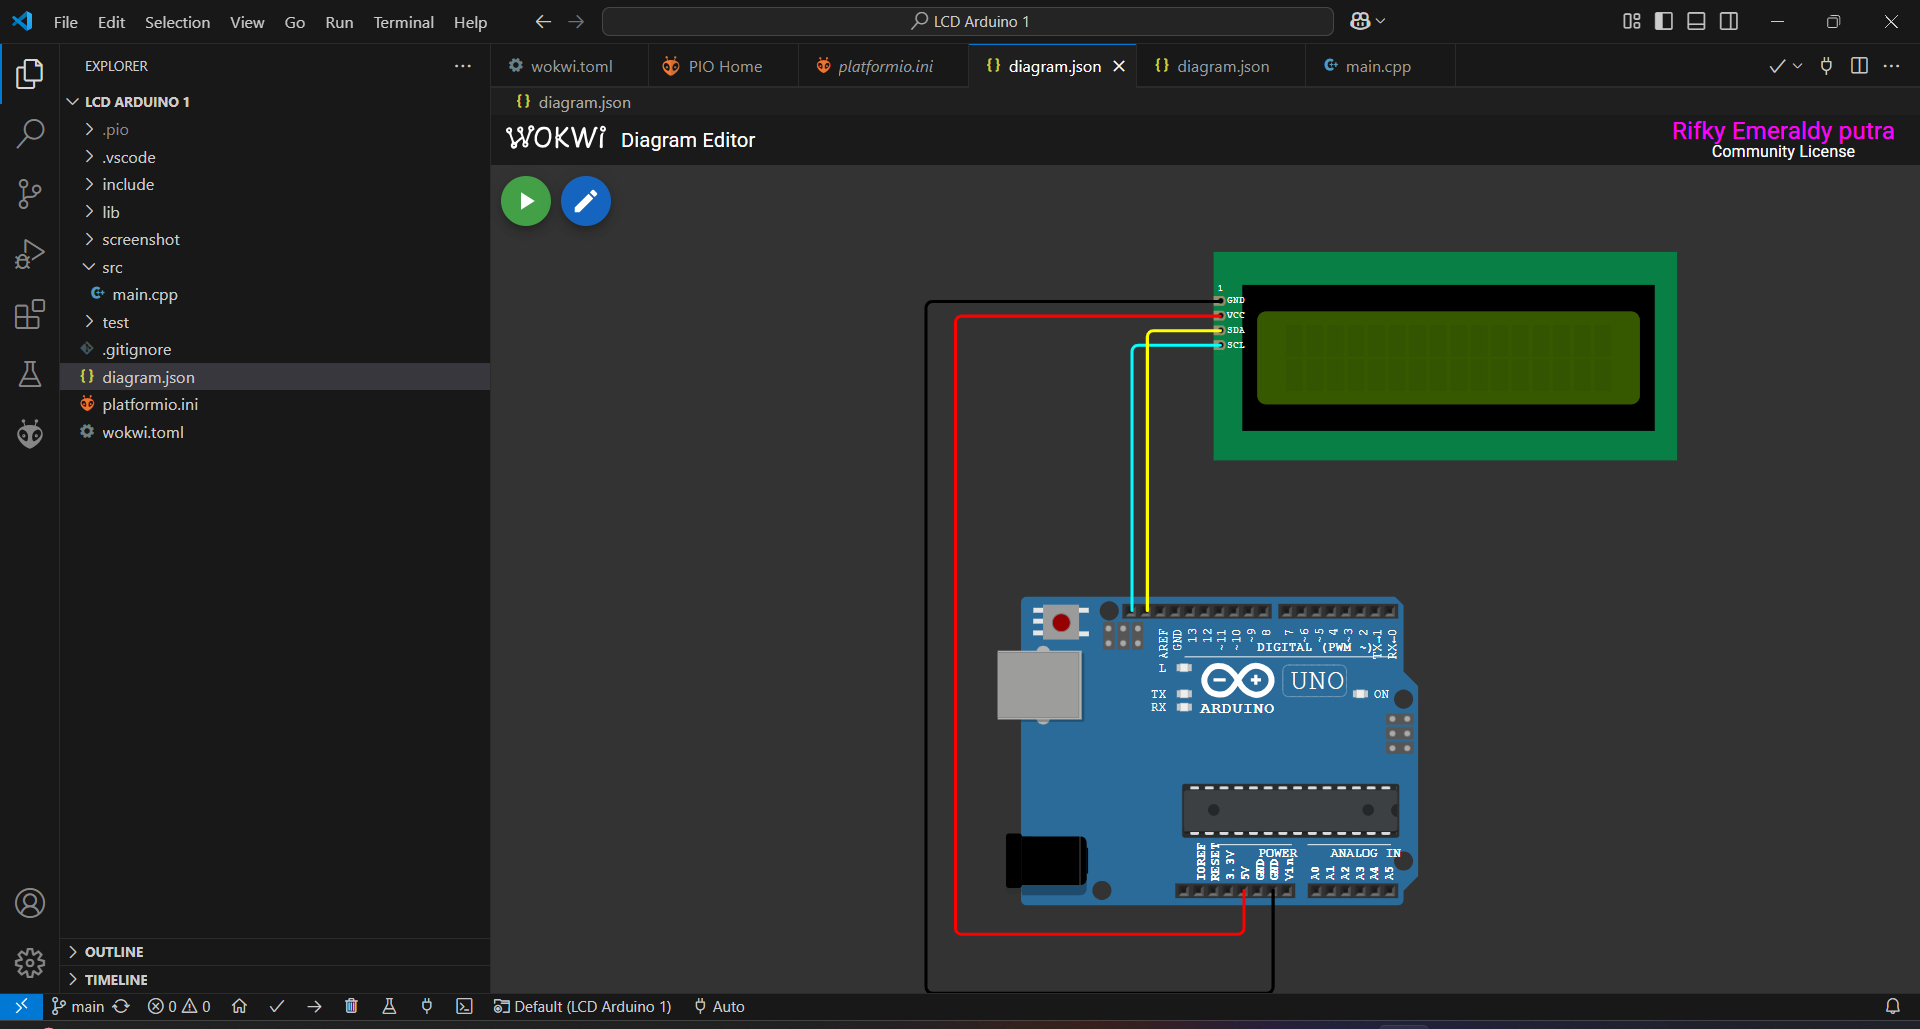 File Edit Selection View Go Run Terminal Help
LCD Arduino 1
EXPLORER
wokwi.toml
PIO Home
platformio.ini
diagram.json
diagram.json
main.cpp
LCD ARDUINO 1
.pio
.vscode
include
lib
screenshot
src
main.cpp
test
.gitignore
diagram.json
platformio.ini
wokwi.toml
OUTLINE
TIMELINE
diagram.json
WOKWi Diagram Editor
Rifky Emeraldy putra
Community License
1
GND
VCC
SDA
SCL
AREF
GND
13
12
~11
~10
~9
8
7
~6
~5
4
~3
2
TX→1
RX←0
DIGITAL (PWM ~)
L
TX
RX
UNO
ARDUINO
ON
POWER
ANALOG IN
IOREF
RESET
3.3V
5V
GND
GND
Vin
A0
A1
A2
A3
A4
A5
main
0 0
Default (LCD Arduino 1)
Auto